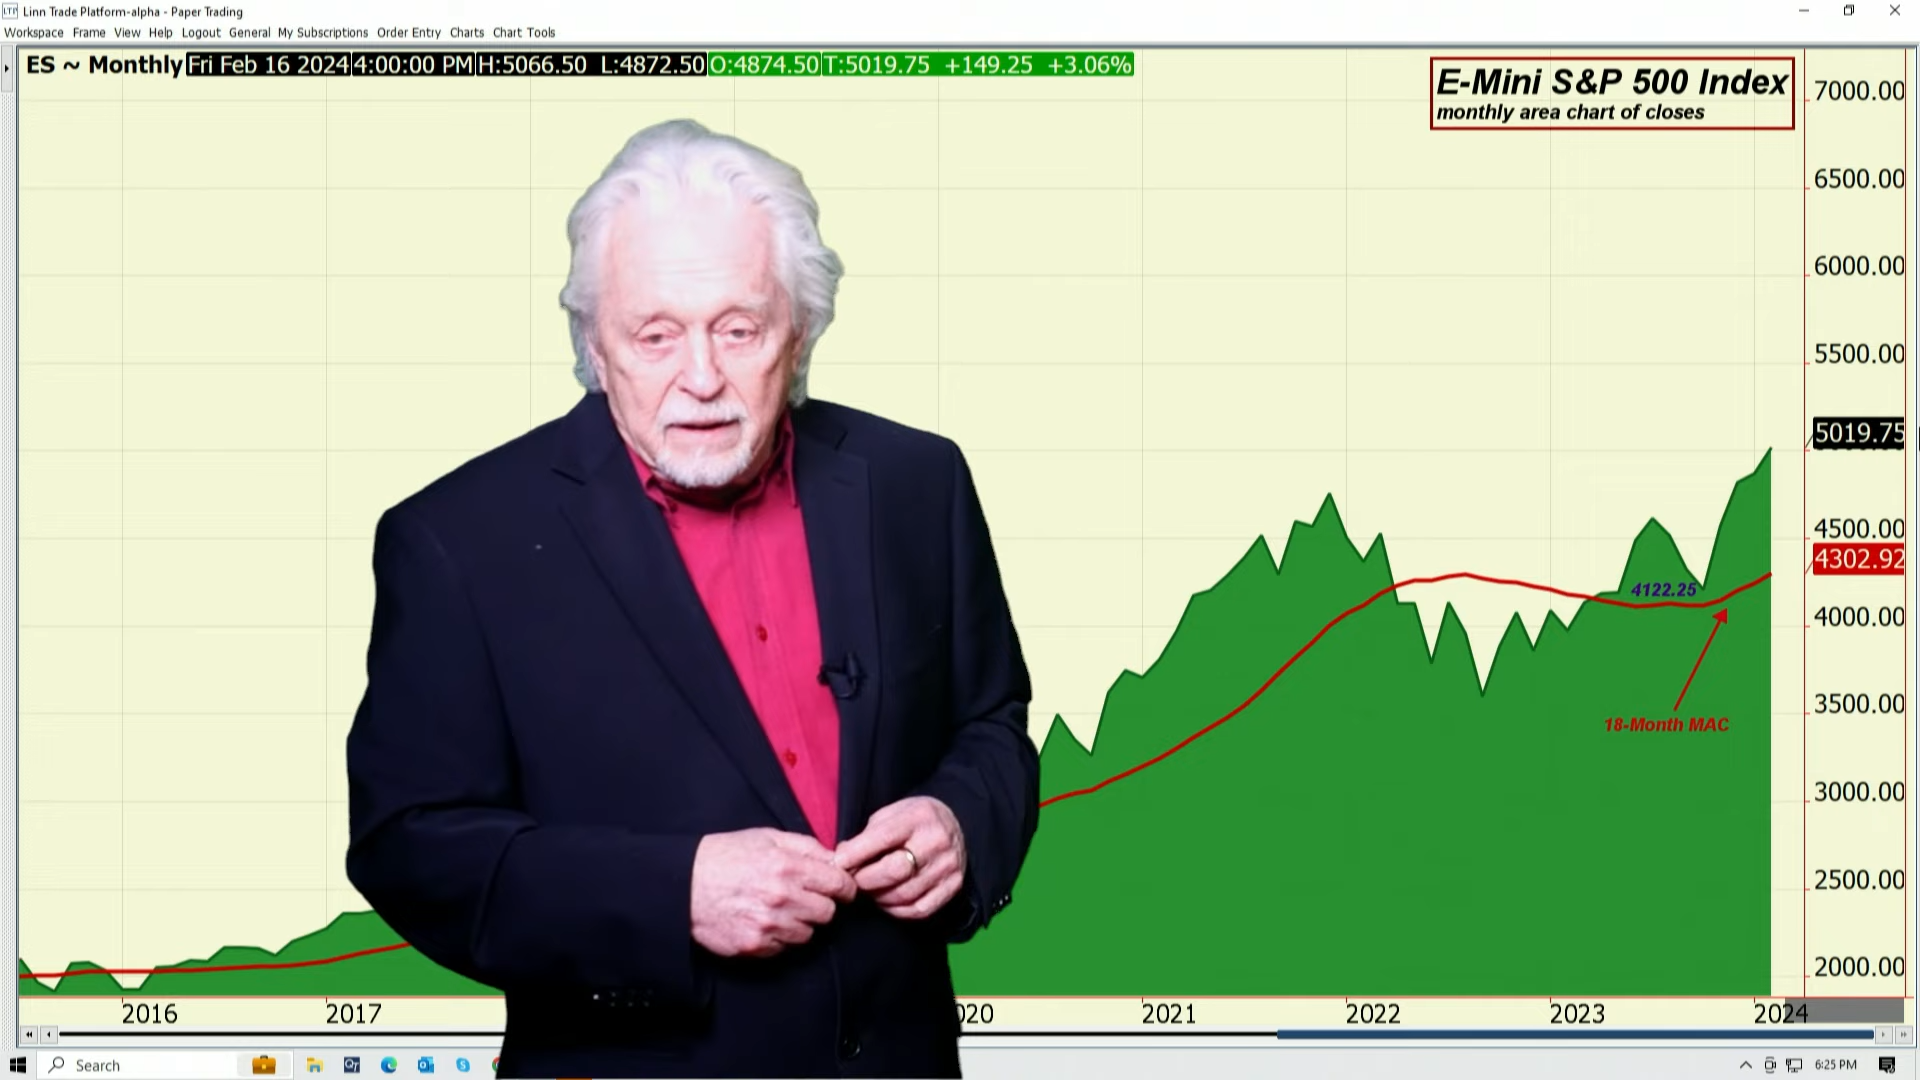 LTP Linn Trade Platform-alpha - Paper Trading
Workspace Frame View Help Logout General My Subscriptions Order Entry Charts Chart Tools
ES ~ Monthly Fri Feb 16 2024 4:00:00 PM H:5066.50 L:4872.50 O:4874.50 T:5019.75 +149.25 +3.06%
E-Mini S&P 500 Index
monthly area chart of closes
7000.00
6500.00
6000.00
5500.00
5019.75
4500.00
4302.92
4122.25
4000.00
3500.00
18-Month MAC
3000.00
2500.00
2000.00
2016 2017 020 2021 2022 2023 2024
Search
6:25 PM